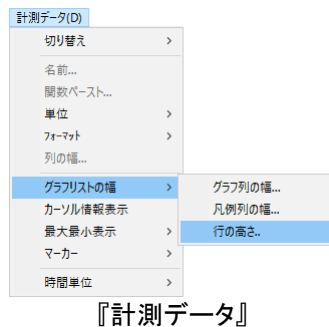 計測データ(D)
切り替え >
名前...
関数ペースト...
単位 >
フォーマット >
列の幅...
グラフリストの幅 >
グラフ列の幅...
カーソル情報表示
凡例列の幅...
最大最小表示 >
行の高さ..
マーカー >
時間単位 >
『計測データ』